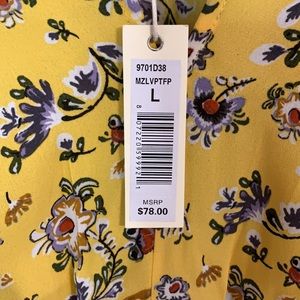 9701D38
MZLVPTFP
L
MSRP
$78.00